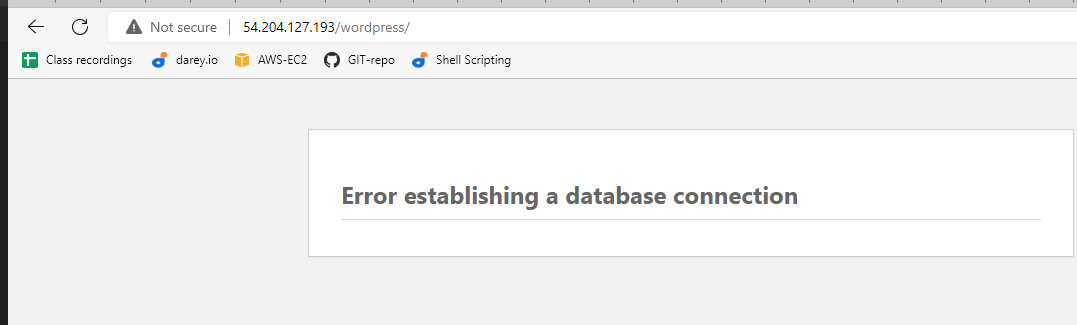 Not secure | 54.204.127.193/wordpress/
Class recordings darey.io AWS-EC2 GIT-repo Shell Scripting
Error establishing a database connection